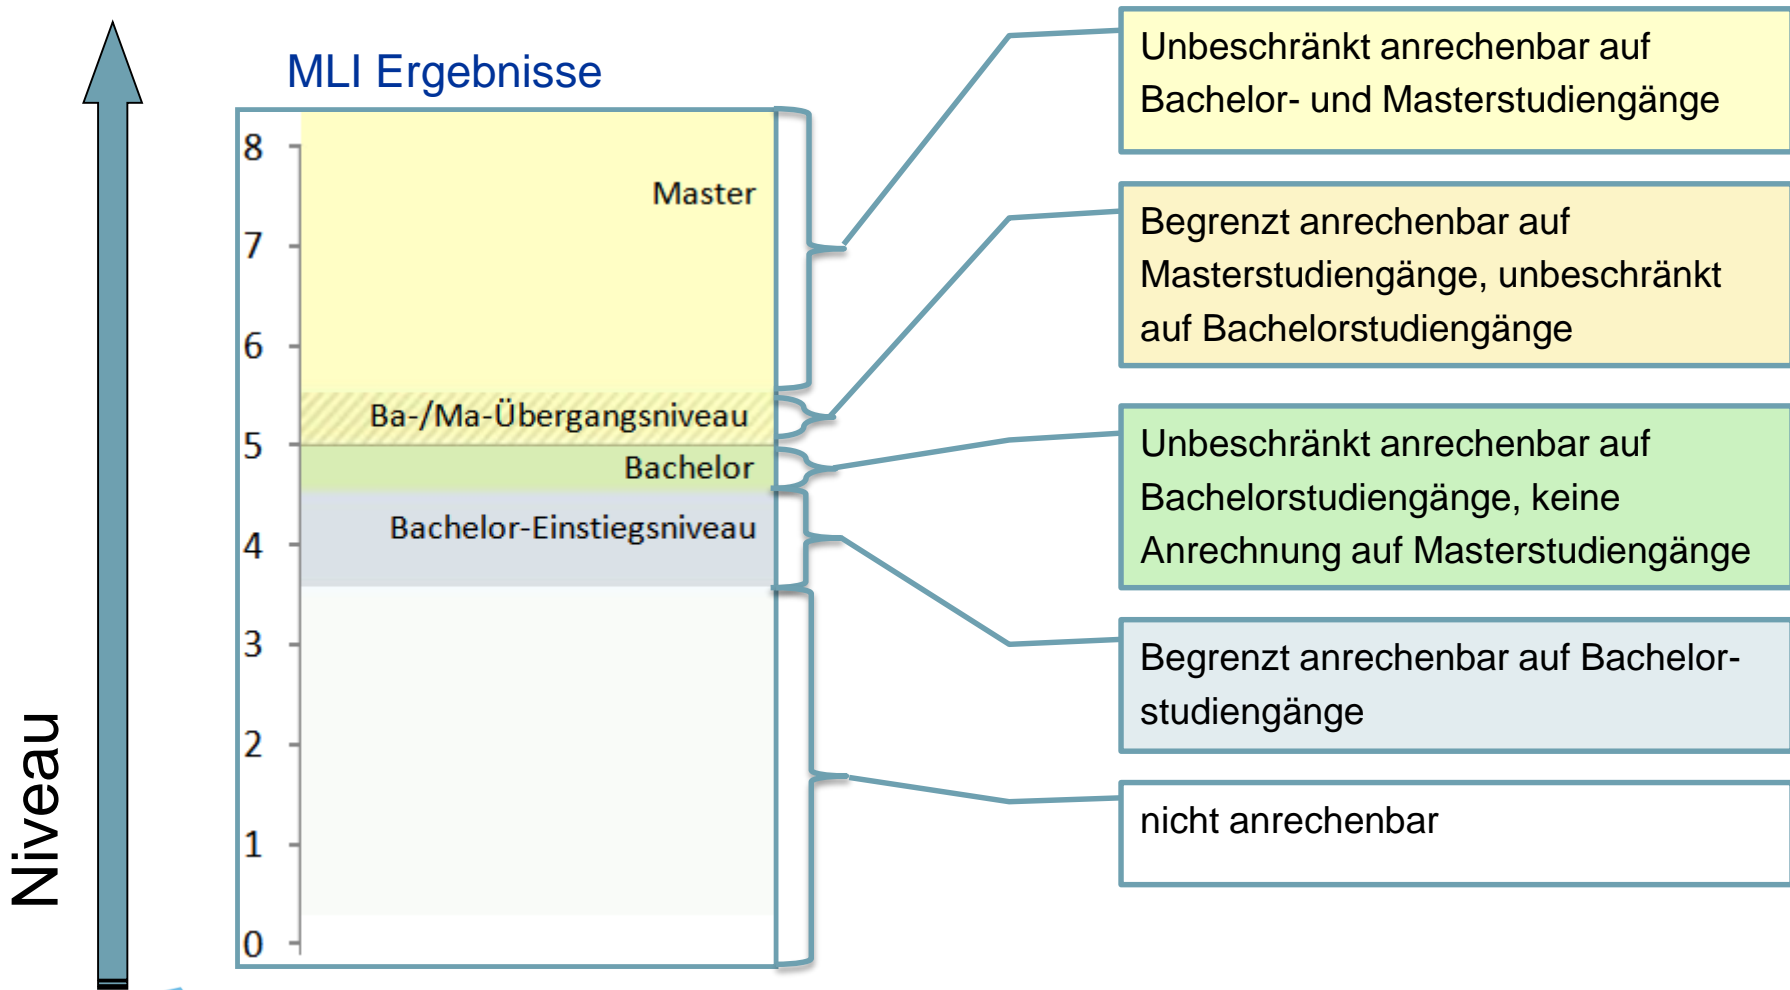 MLI Ergebnisse
8
7
6
5
4
3
2
1
0
Master
Ba-/Ma-Übergangsniveau
Bachelor
Bachelor-Einstiegsniveau
Niveau
Unbeschränkt anrechenbar auf
Bachelor- und Masterstudiengänge
Begrenzt anrechenbar auf
Masterstudiengänge, unbeschränkt
auf Bachelorstudiengänge
Unbeschränkt anrechenbar auf
Bachelorstudiengänge, keine
Anrechnung auf Masterstudiengänge
Begrenzt anrechenbar auf Bachelor-
studiengänge
nicht anrechenbar